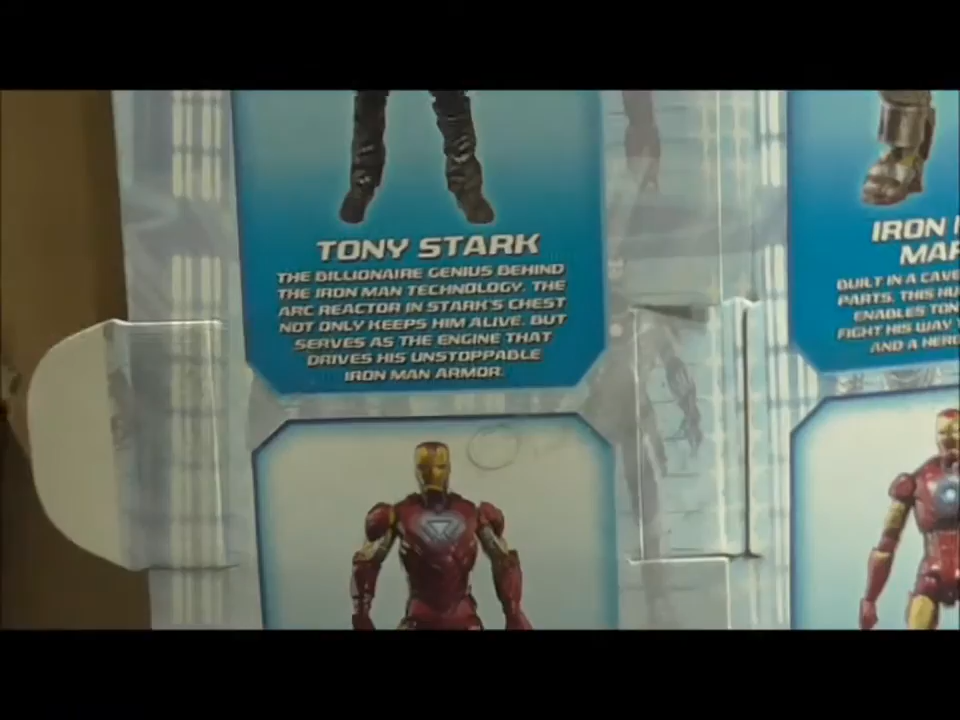 TONY STARK
THE BILLIONAIRE GENIUS BEHIND
THE IRON MAN TECHNOLOGY. THE
ARC REACTOR IN STARK'S CHEST
NOT ONLY KEEPS HIM ALIVE, BUT
SERVES AS THE ENGINE THAT
DRIVES HIS UNSTOPPABLE
IRON MAN ARMOR.
IRON
BUILT IN A CAVE
PARTS, THIS
ENABLES
FIGHT HIS WAY
AND A